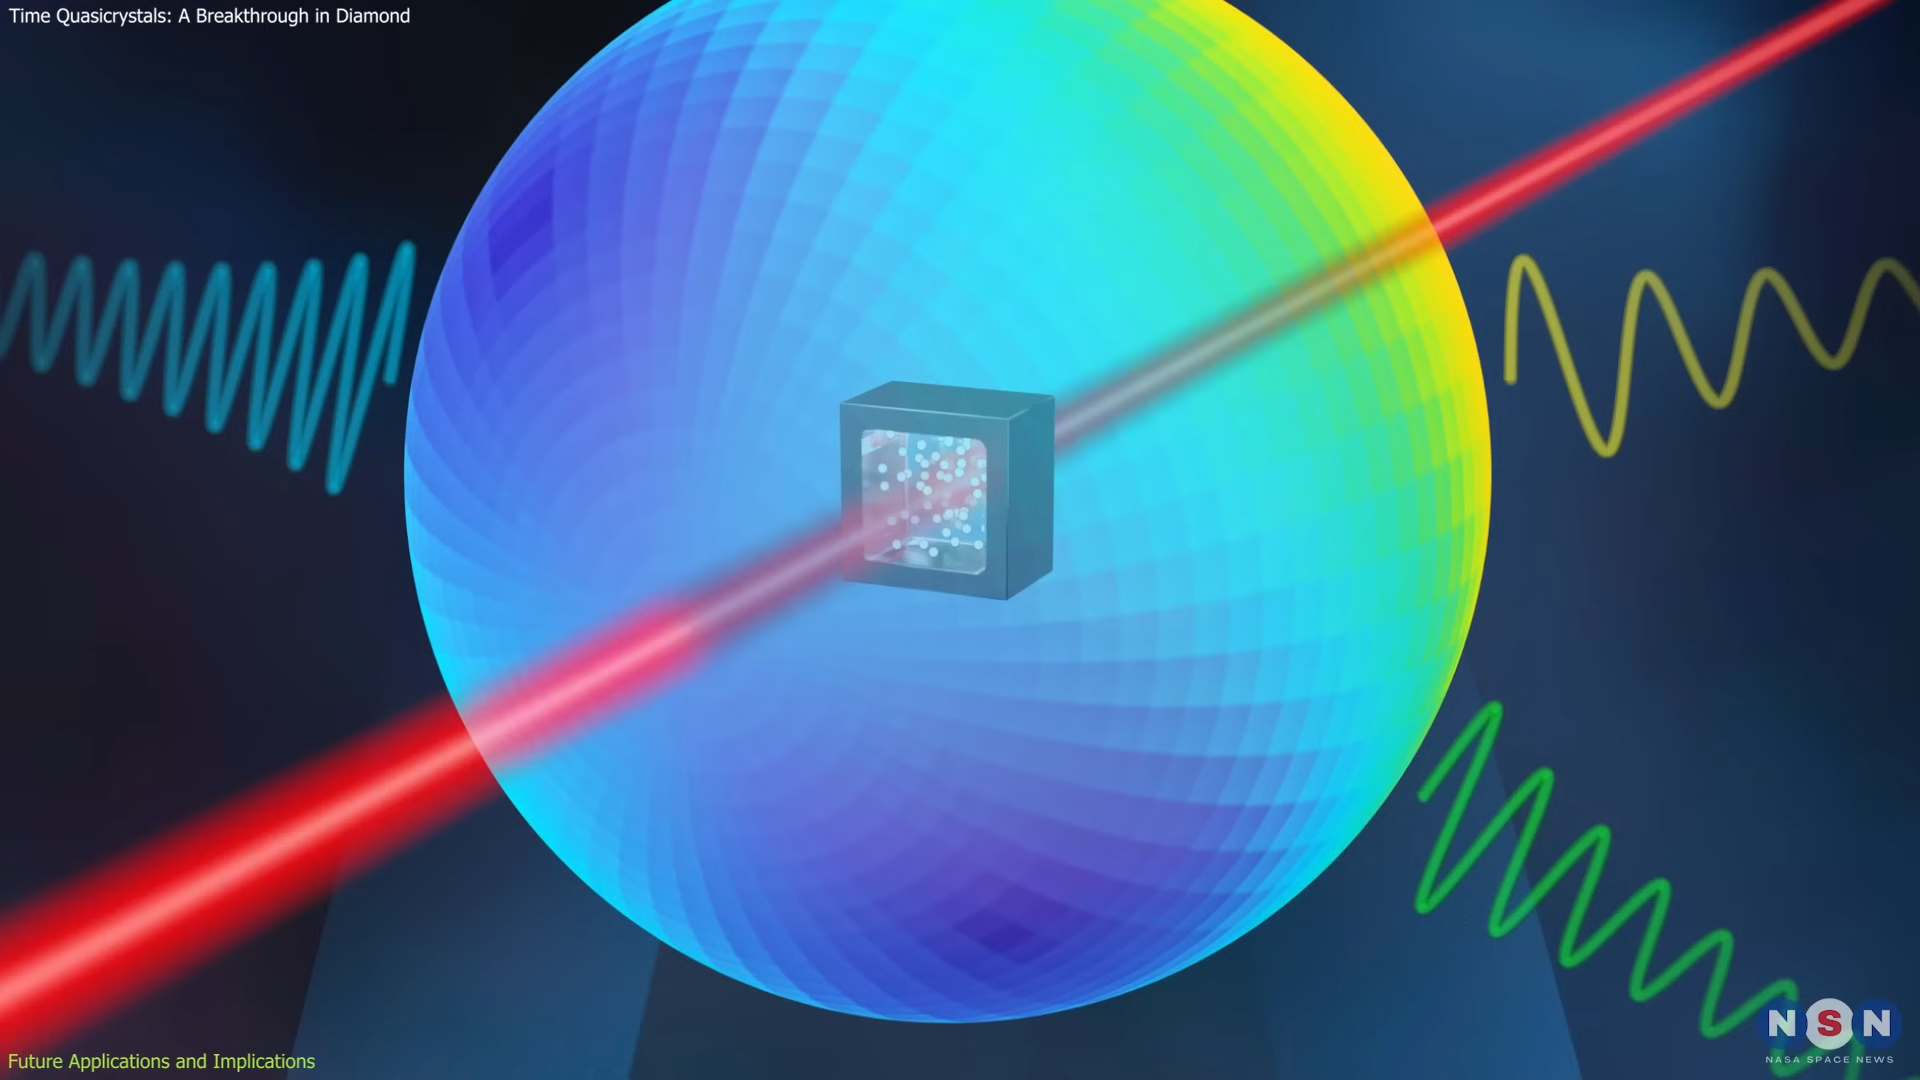 Time Quasicrystals: A Breakthrough in Diamond
Future Applications and Implications
NSN
NASA SPACE NEWS